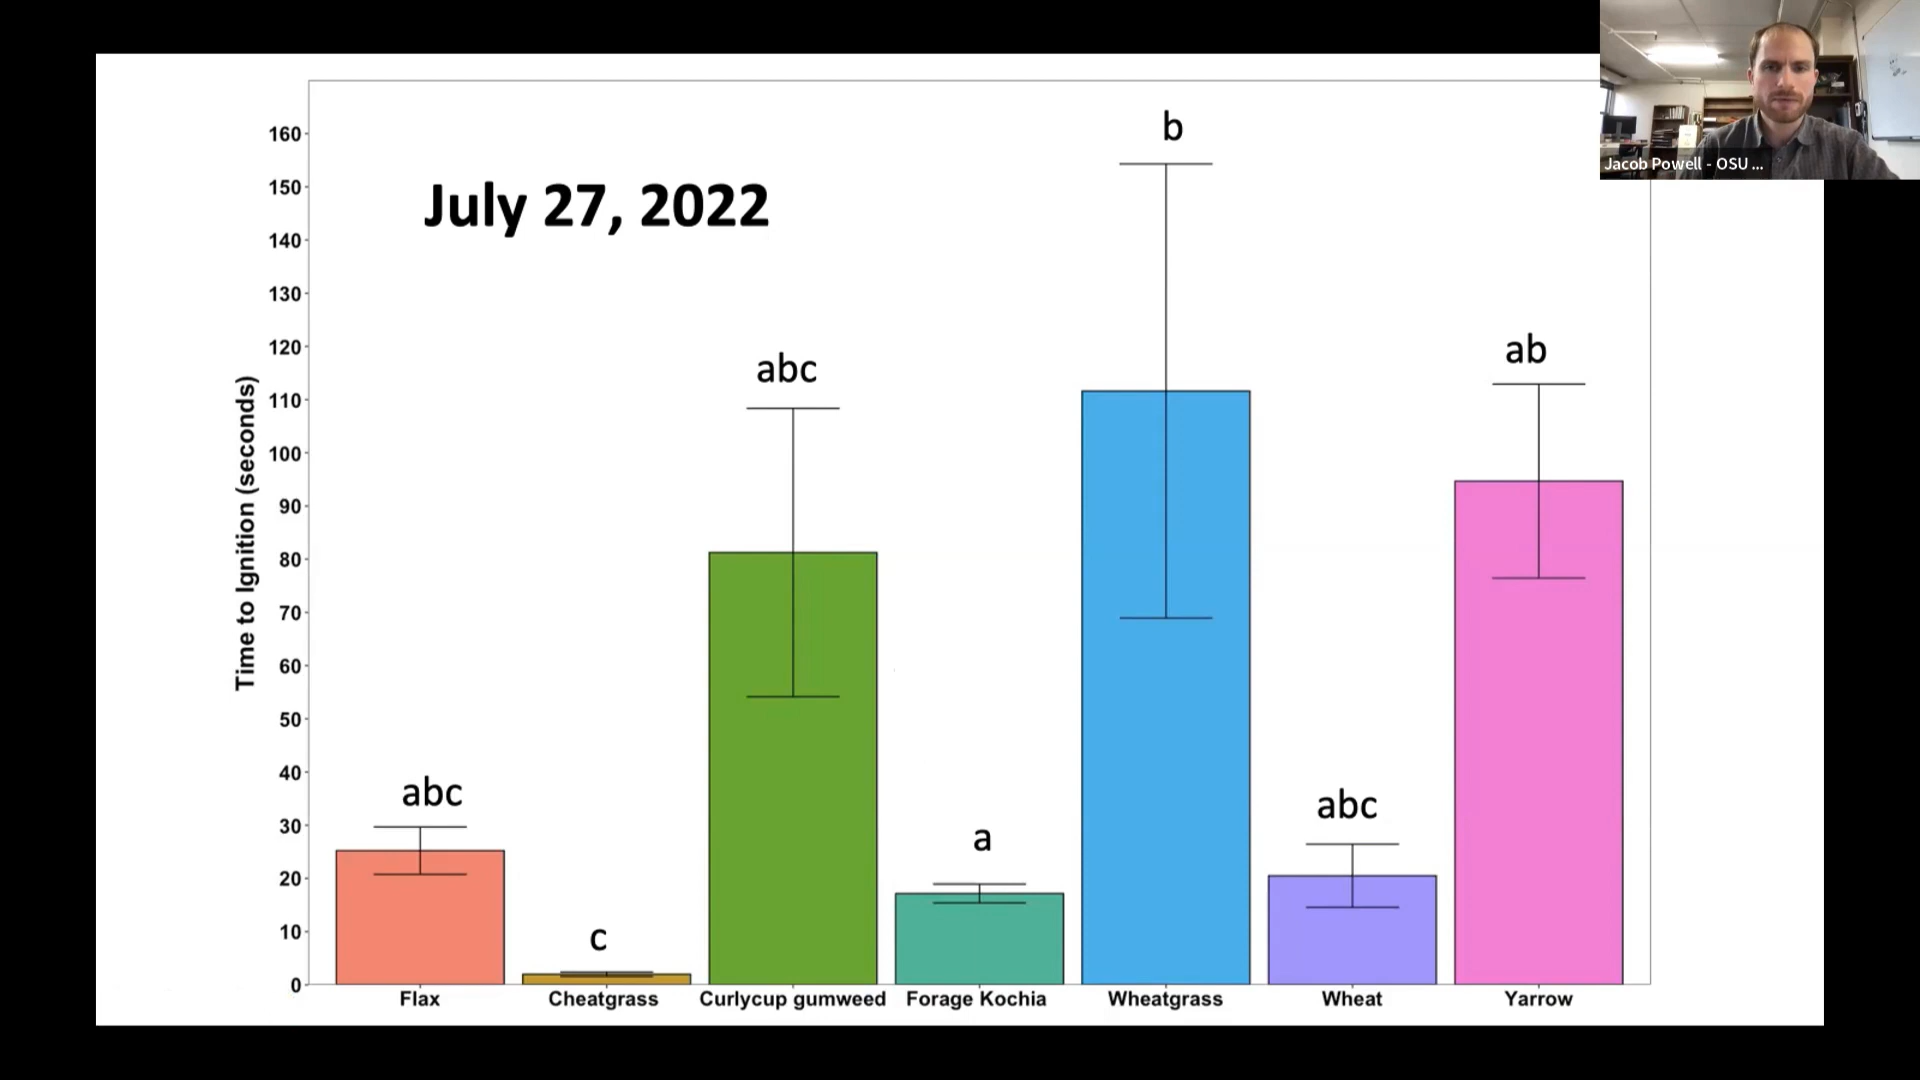 Jacob Powell - OSU ...
July 27, 2022
Time to Ignition (seconds)
160
150
140
130
120
110
100
90
80
70
60
50
40
30
20
10
0
abc
c
abc
a
b
abc
ab
Flax
Cheatgrass
Curlycup gumweed
Forage Kochia
Wheatgrass
Wheat
Yarrow